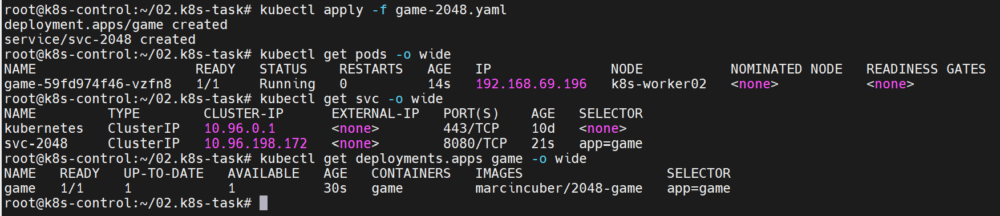 root@k8s-control:~/02.k8s-task# kubectl apply -f game-2048.yaml
deployment.apps/game created
service/svc-2048 created
root@k8s-control:~/02.k8s-task# kubectl get pods -o wide
NAME                    READY   STATUS    RESTARTS   AGE   IP               NODE           NOMINATED NODE   READINESS GATES
game-59fd974f46-vzfn8   1/1     Running   0          14s   192.168.69.196   k8s-worker02   <none>           <none>
root@k8s-control:~/02.k8s-task# kubectl get svc -o wide
NAME         TYPE        CLUSTER-IP      EXTERNAL-IP   PORT(S)    AGE   SELECTOR
kubernetes   ClusterIP   10.96.0.1       <none>        443/TCP    10d   <none>
svc-2048     ClusterIP   10.96.198.172   <none>        8080/TCP   21s   app=game
root@k8s-control:~/02.k8s-task# kubectl get deployments.apps game -o wide
NAME   READY   UP-TO-DATE   AVAILABLE   AGE   CONTAINERS   IMAGES                  SELECTOR
game   1/1     1            1           30s   game         marcincuber/2048-game   app=game
root@k8s-control:~/02.k8s-task#